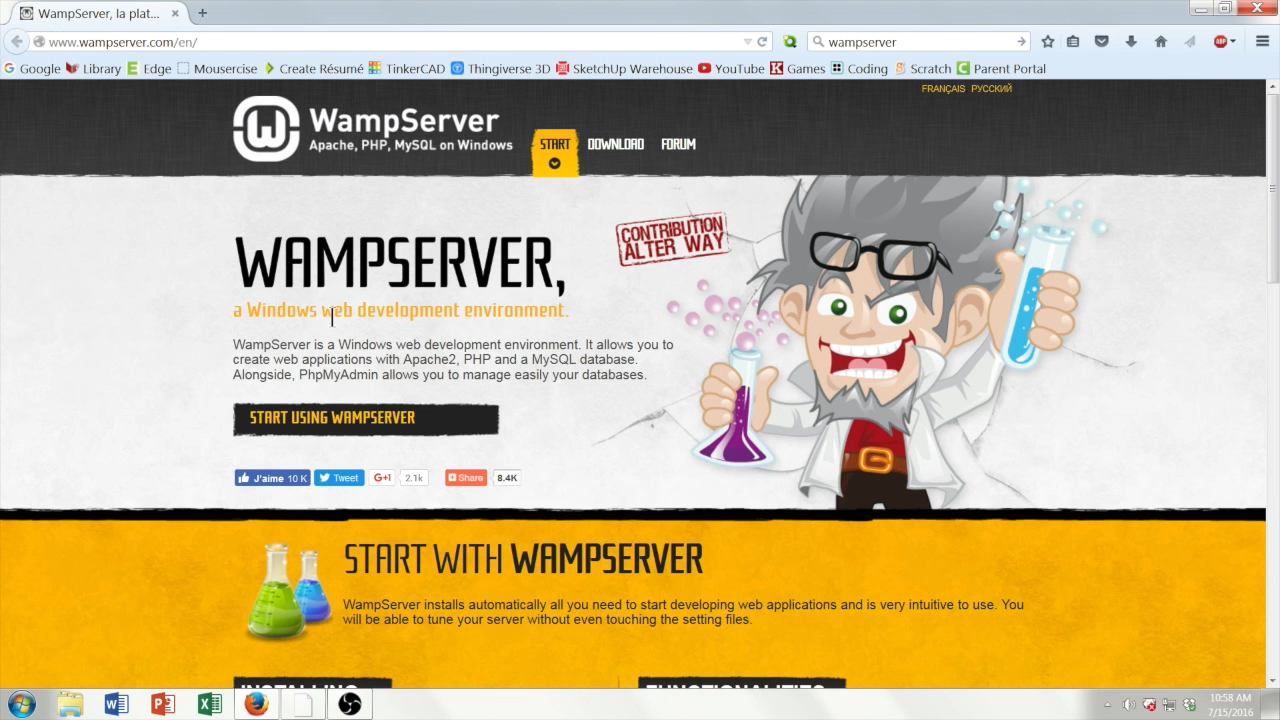 WampServer, la plat...
www.wampserver.com/en/
wampserver
ABP
Google Library Edge Mousercise Create Résumé TinkerCAD Thingiverse 3D SketchUp Warehouse YouTube Games Coding Scratch Parent Portal
FRANÇAIS РУССКИЙ
WampServer
Apache, PHP, MySQL on Windows
START DOWNLOAD FORUM
CONTRIBUTION
ALTER WAY
WAMPSERVER,
a Windows web development environment.
WampServer is a Windows web development environment. It allows you to
create web applications with Apache2, PHP and a MySQL database.
Alongside, PhpMyAdmin allows you to manage easily your databases.
START USING WAMPSERVER
J'aime 10 K Tweet G+1 2.1k Share 8.4K
START WITH WAMPSERVER
WampServer installs automatically all you need to start developing web applications and is very intuitive to use. You
will be able to tune your server without even touching the setting files.
INSTALLING FUNCTIONALITIES
10:58 AM
7/15/2016